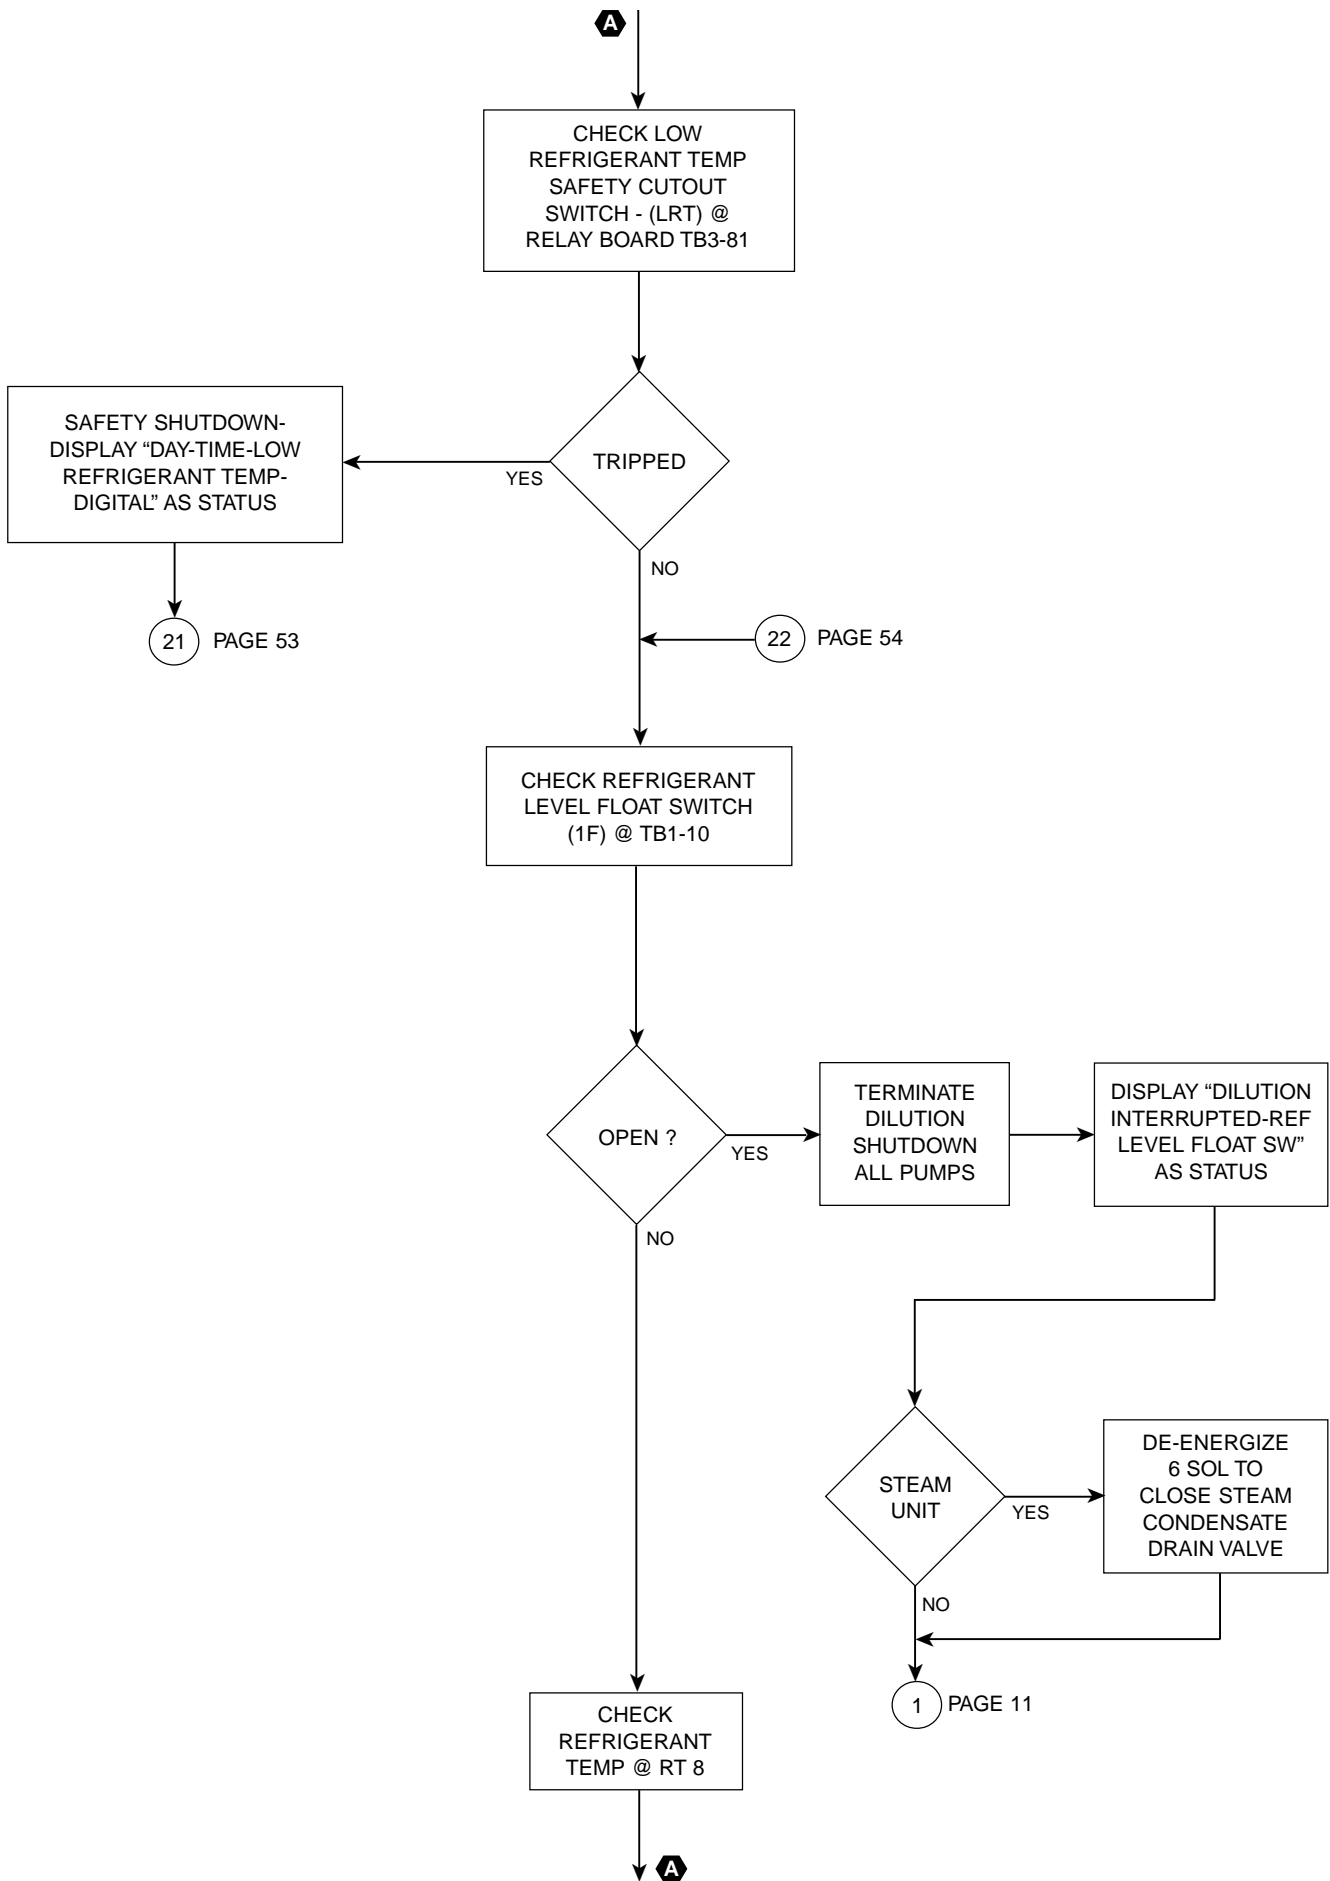 A
CHECK LOW
REFRIGERANT TEMP
SAFETY CUTOUT
SWITCH - (LRT) @
RELAY BOARD TB3-81
SAFETY SHUTDOWN-
DISPLAY “DAY-TIME-LOW
REFRIGERANT TEMP-
DIGITAL” AS STATUS
YES
TRIPPED
NO
21 PAGE 53
22 PAGE 54
CHECK REFRIGERANT
LEVEL FLOAT SWITCH
(1F) @ TB1-10
OPEN ?
YES
TERMINATE
DILUTION
SHUTDOWN
ALL PUMPS
DISPLAY “DILUTION
INTERRUPTED-REF
LEVEL FLOAT SW”
AS STATUS
NO
STEAM
UNIT
YES
DE-ENERGIZE
6 SOL TO
CLOSE STEAM
CONDENSATE
DRAIN VALVE
NO
1 PAGE 11
CHECK
REFRIGERANT
TEMP @ RT 8
A